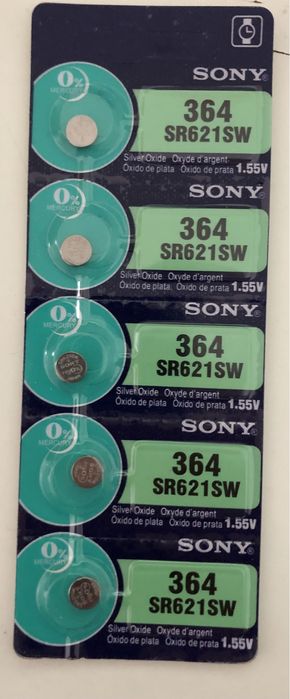 SONY
0%
MERCURY
364
SR621SW
Silver Oxide Oxyde d'argent
Óxido de plata Óxido de prata 1.55V
SONY
0%
MERCURY
364
SR621SW
Silver Oxide Oxyde d'argent
Óxido de plata Óxido de prata 1.55V
SONY
0%
MERCURY
364
SR621SW
Silver Oxide Oxyde d'argent
Óxido de plata Óxido de prata 1.55V
SONY
0%
MERCURY
364
SR621SW
Silver Oxide Oxyde d'argent
Óxido de plata Óxido de prata 1.55V
SONY
0%
MERCURY
364
SR621SW
Silver Oxide Oxyde d'argent
Óxido de plata Óxido de prata 1.55V